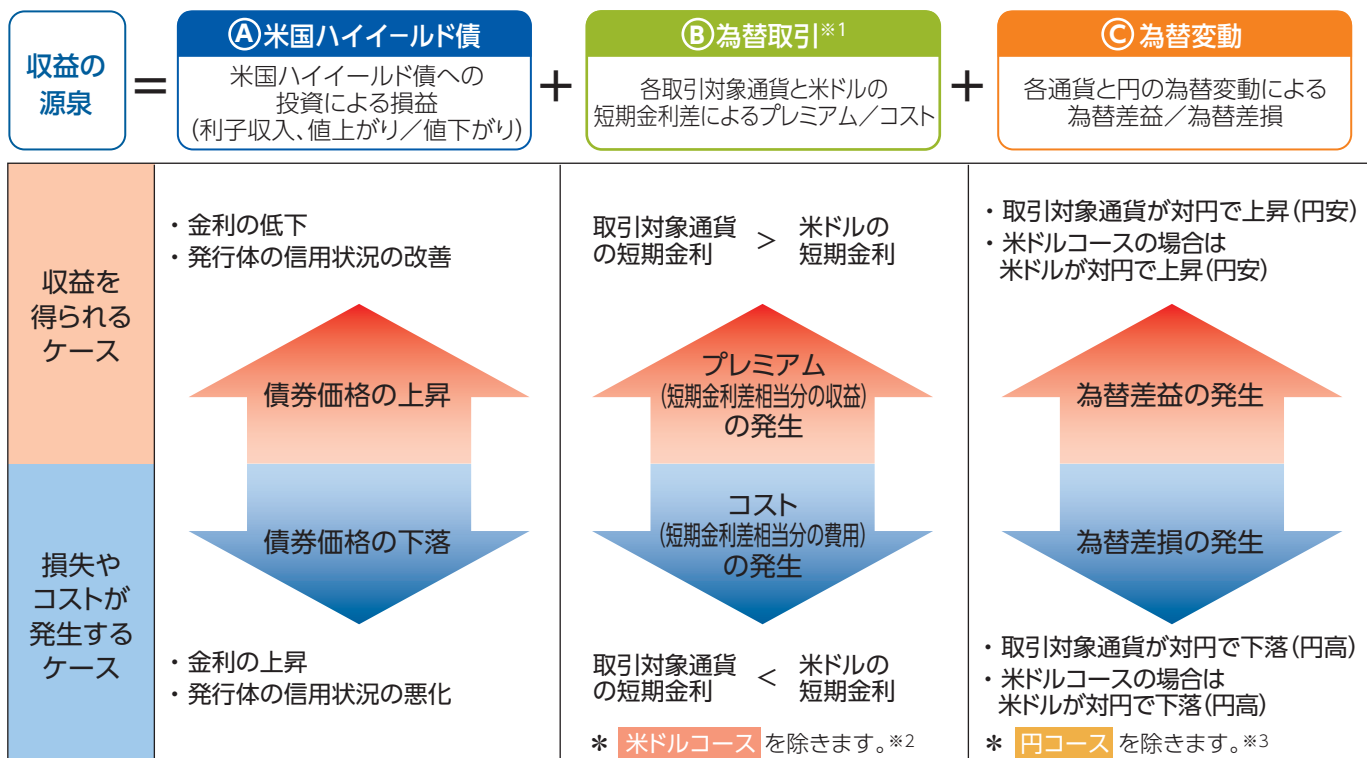 収益の
源泉
=
Ⓐ米国ハイイールド債
米国ハイイールド債への
投資による損益
(利子収入、値上がり/値下がり)
+
Ⓑ為替取引※1
各取引対象通貨と米ドルの
短期金利差によるプレミアム/コスト
+
Ⓒ為替変動
各通貨と円の為替変動による
為替差益/為替差損
収益を
得られる
ケース
・金利の低下
・発行体の信用状況の改善
債券価格の上昇
取引対象通貨 > 米ドルの
の短期金利 短期金利
プレミアム
(短期金利差相当分の収益)
の発生
・取引対象通貨が対円で上昇(円安)
・米ドルコースの場合は
米ドルが対円で上昇(円安)
為替差益の発生
損失や
コストが
発生する
ケース
債券価格の下落
・金利の上昇
・発行体の信用状況の悪化
コスト
(短期金利差相当分の費用)
の発生
取引対象通貨 < 米ドルの
の短期金利 短期金利
* 米ドルコース を除きます。※2
為替差損の発生
・取引対象通貨が対円で下落(円高)
・米ドルコースの場合は
米ドルが対円で下落(円高)
* 円コース を除きます。※3